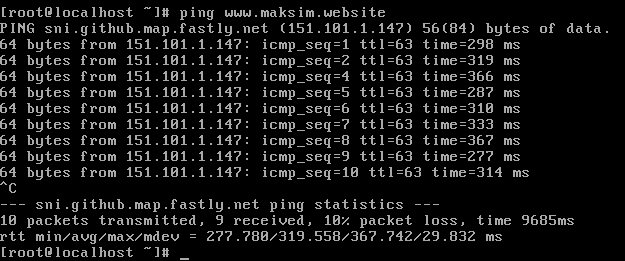 [root@localhost ~]# ping www.maksim.website
PING sni.github.map.fastly.net (151.101.1.147) 56(84) bytes of data.
64 bytes from 151.101.1.147: icmp_seq=1 ttl=63 time=298 ms
64 bytes from 151.101.1.147: icmp_seq=2 ttl=63 time=319 ms
64 bytes from 151.101.1.147: icmp_seq=4 ttl=63 time=366 ms
64 bytes from 151.101.1.147: icmp_seq=5 ttl=63 time=287 ms
64 bytes from 151.101.1.147: icmp_seq=6 ttl=63 time=310 ms
64 bytes from 151.101.1.147: icmp_seq=7 ttl=63 time=333 ms
64 bytes from 151.101.1.147: icmp_seq=8 ttl=63 time=367 ms
64 bytes from 151.101.1.147: icmp_seq=9 ttl=63 time=277 ms
64 bytes from 151.101.1.147: icmp_seq=10 ttl=63 time=314 ms
^C
--- sni.github.map.fastly.net ping statistics ---
10 packets transmitted, 9 received, 10% packet loss, time 9685ms
rtt min/avg/max/mdev = 277.780/319.558/367.742/29.832 ms
[root@localhost ~]# _